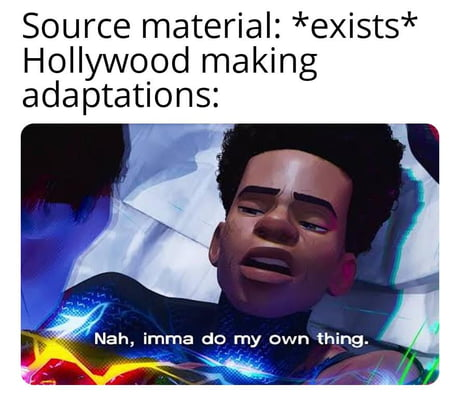 Source material: *exists*
Hollywood making
adaptations:
Nah, imma do my own thing.